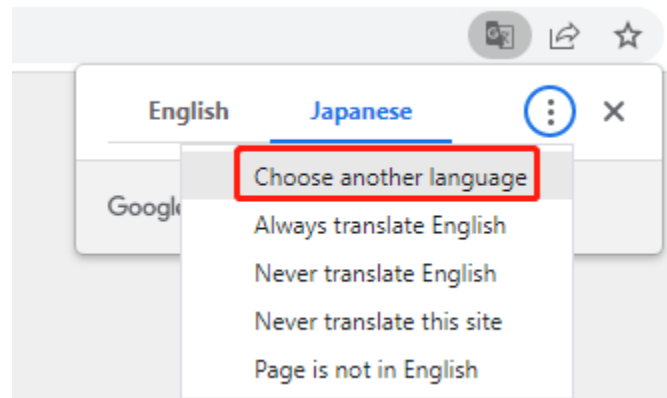 English Japanese
Choose another language
Google
Always translate English
Never translate English
Never translate this site
Page is not in English